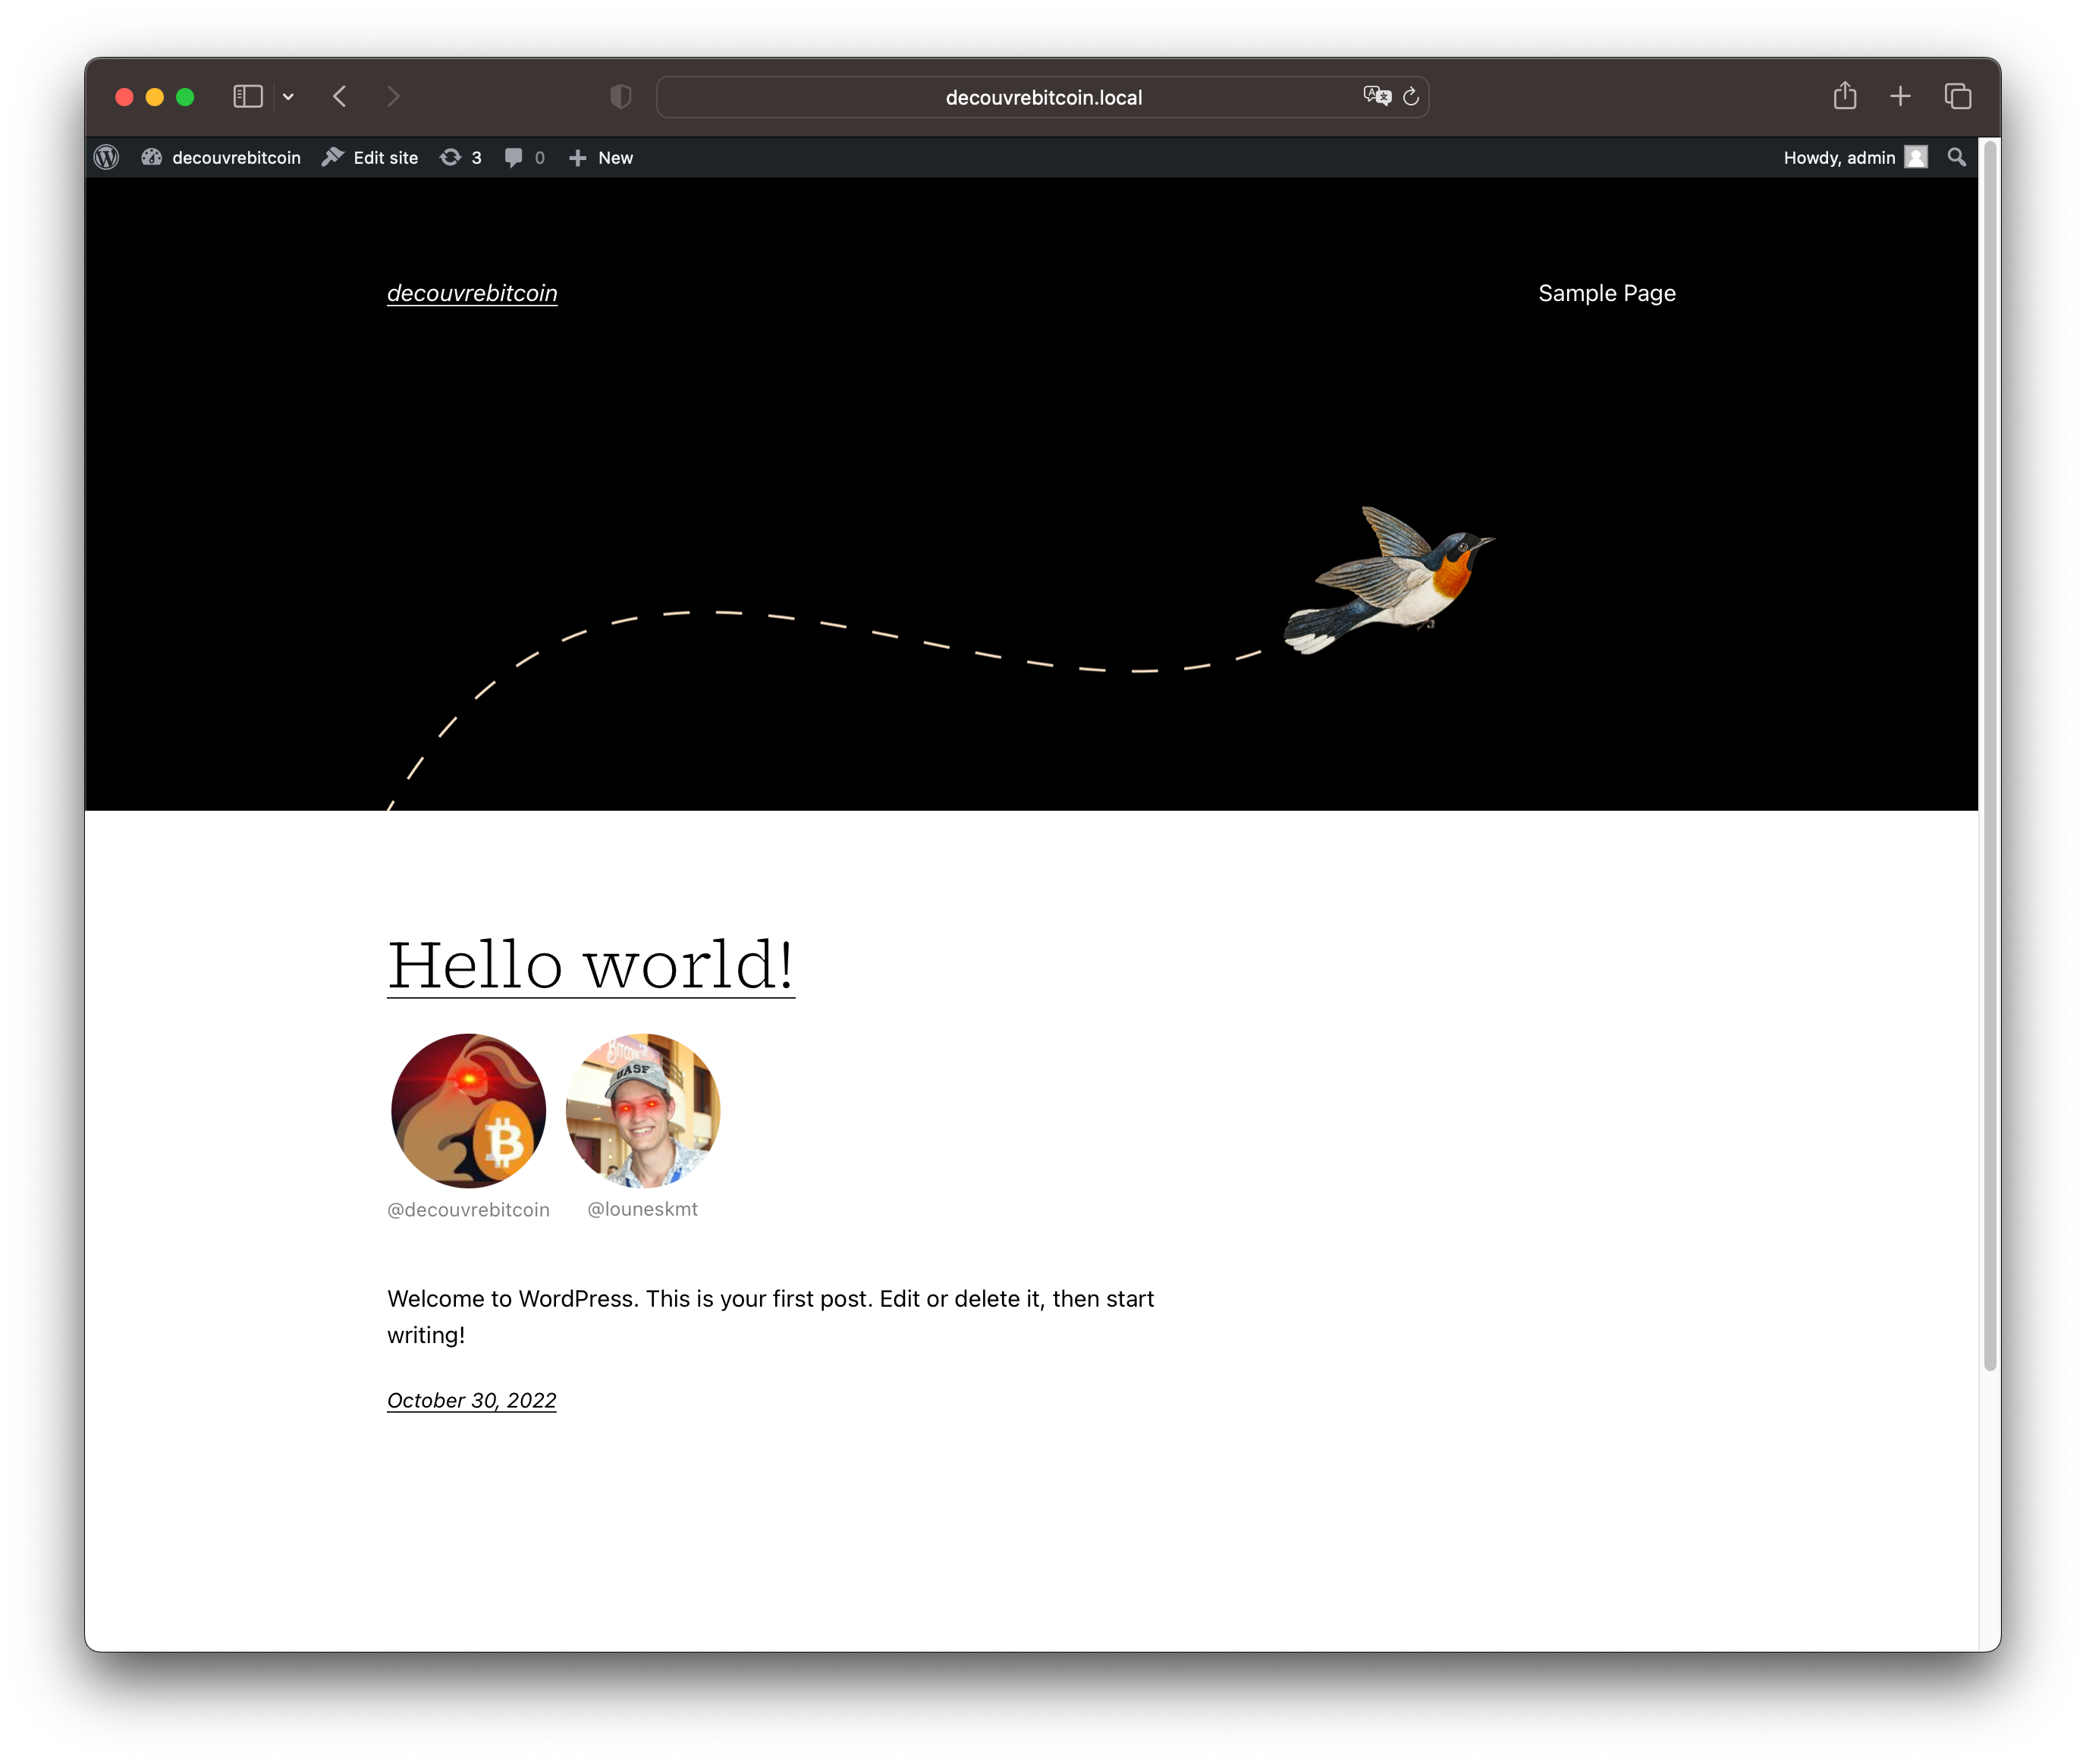 decouvrebitcoin.local
decouvrebitcoin Edit site 3 0 New Howdy, admin
decouvrebitcoin Sample Page
Hello world!
UASF
@decouvrebitcoin @louneskmt
Welcome to WordPress. This is your first post. Edit or delete it, then start
writing!
October 30, 2022